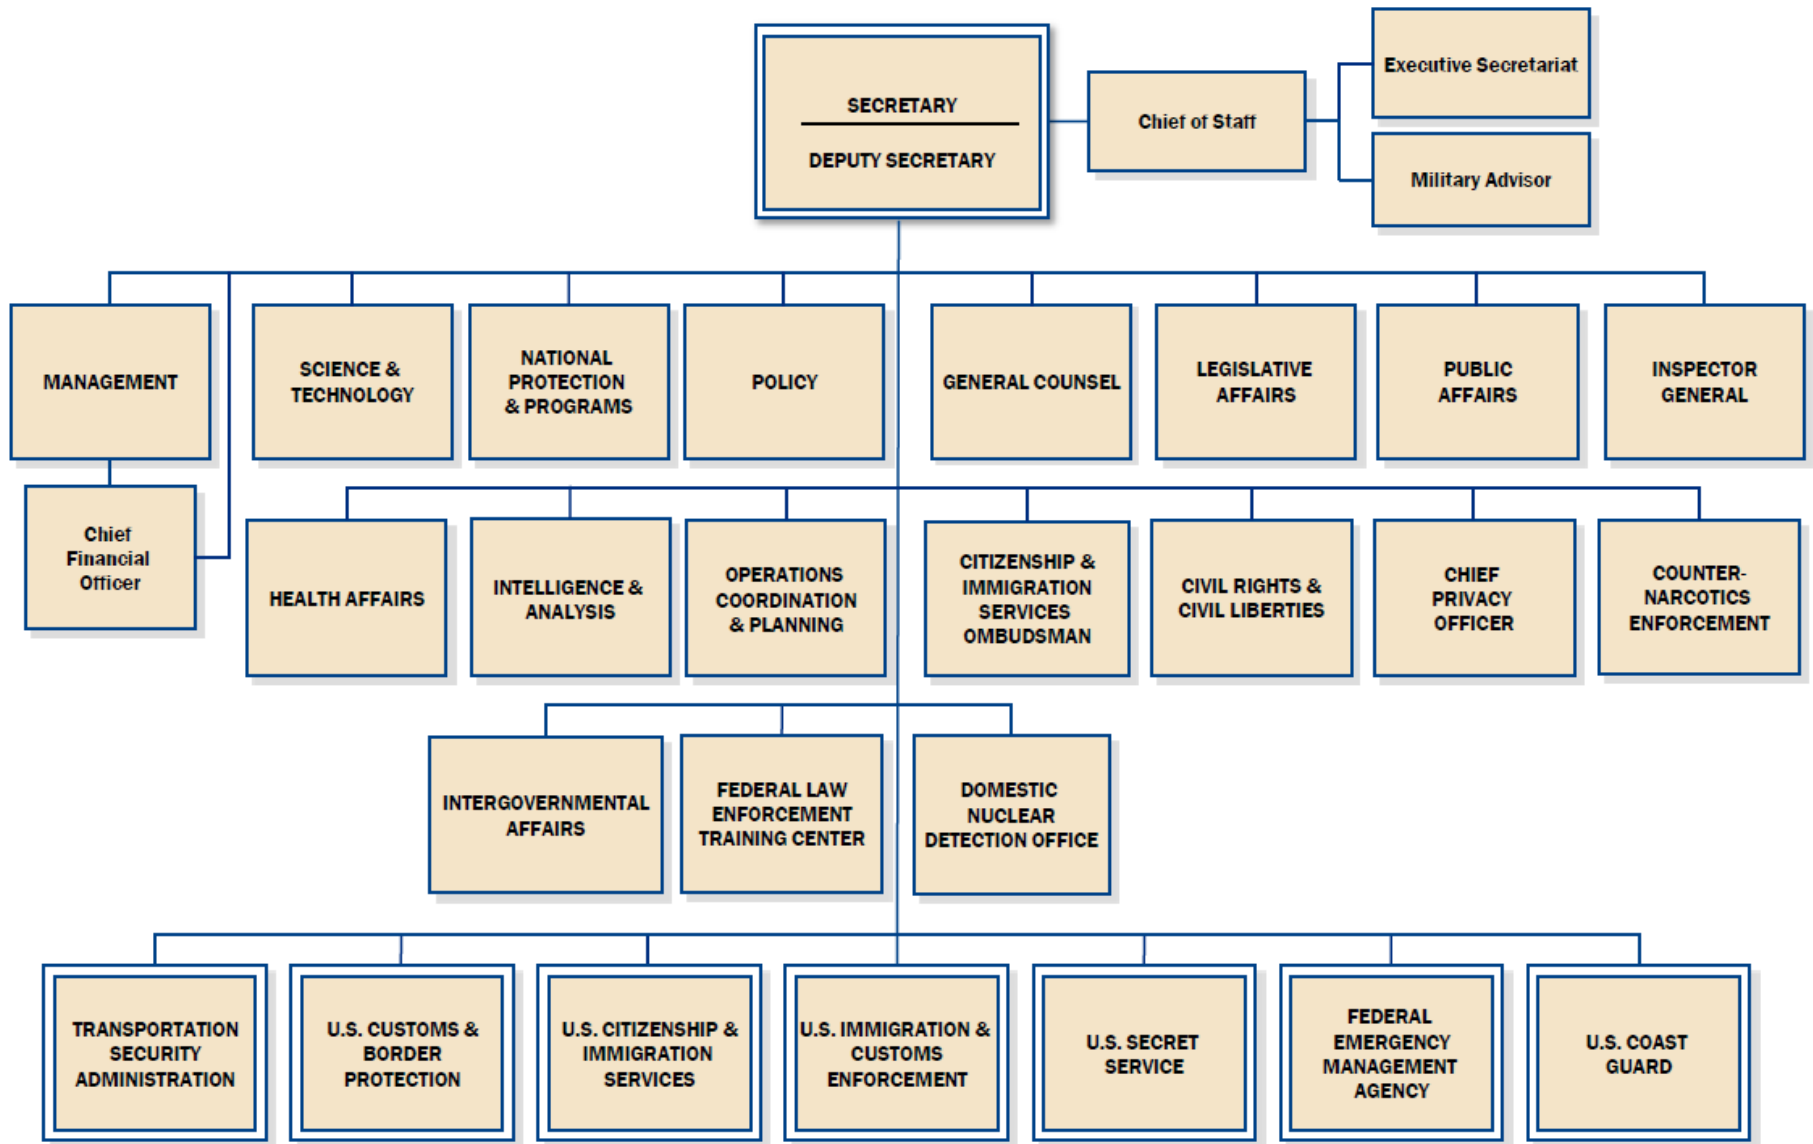 SECRETARY
DEPUTY SECRETARY
Chief of Staff
Executive Secretariat
Military Advisor
MANAGEMENT
SCIENCE &
TECHNOLOGY
NATIONAL
PROTECTION
& PROGRAMS
POLICY
GENERAL COUNSEL
LEGISLATIVE
AFFAIRS
PUBLIC
AFFAIRS
INSPECTOR
GENERAL
Chief
Financial
Officer
HEALTH AFFAIRS
INTELLIGENCE &
ANALYSIS
OPERATIONS
COORDINATION
& PLANNING
CITIZENSHIP &
IMMIGRATION
SERVICES
OMBUDSMAN
CIVIL RIGHTS &
CIVIL LIBERTIES
CHIEF
PRIVACY
OFFICER
COUNTER-
NARCOTICS
ENFORCEMENT
INTERGOVERNMENTAL
AFFAIRS
FEDERAL LAW
ENFORCEMENT
TRAINING CENTER
DOMESTIC
NUCLEAR
DETECTION OFFICE
TRANSPORTATION
SECURITY
ADMINISTRATION
U.S. CUSTOMS &
BORDER
PROTECTION
U.S. CITIZENSHIP &
IMMIGRATION
SERVICES
U.S. IMMIGRATION &
CUSTOMS
ENFORCEMENT
U.S. SECRET
SERVICE
FEDERAL
EMERGENCY
MANAGEMENT
AGENCY
U.S. COAST
GUARD